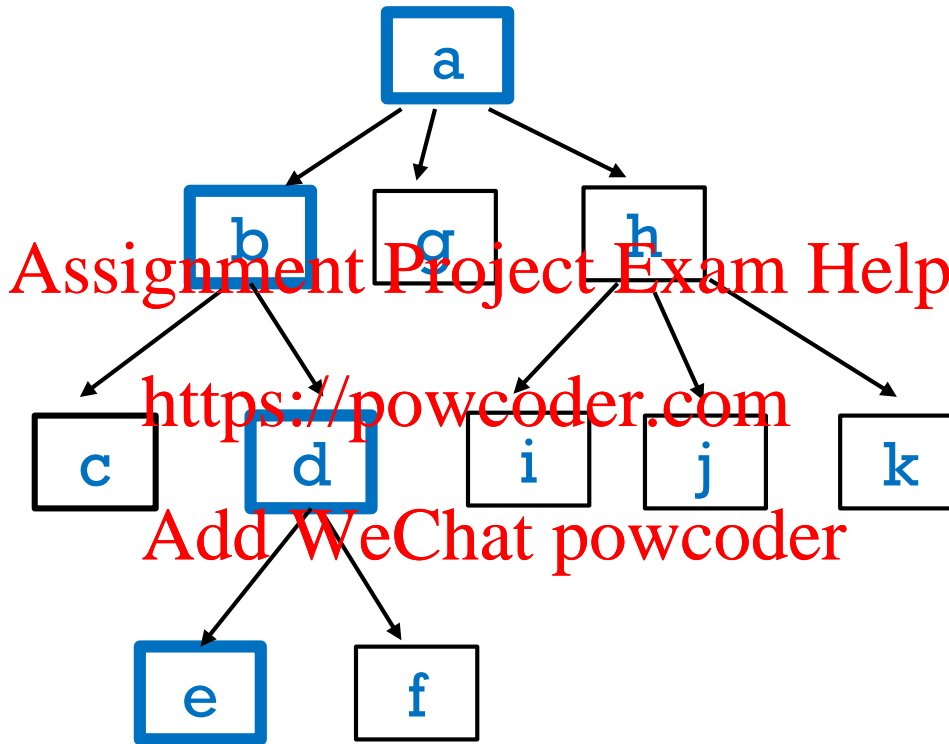 a
b g h
Assignment Project Exam Help
https://powcoder.com
c d i j k
Add WeChat powcoder
e f